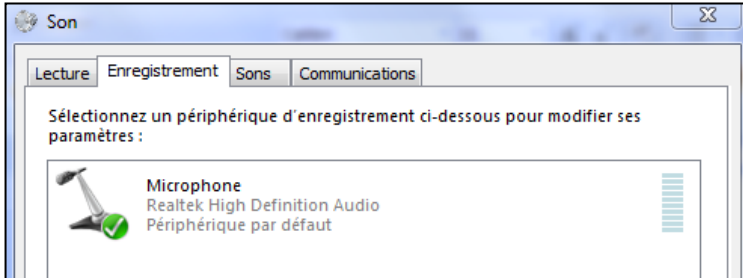 Son
Lecture Enregistrement Sons Communications
Sélectionnez un périphérique d'enregistrement ci-dessous pour modifier ses
paramètres :
Microphone
Realtek High Definition Audio
Périphérique par défaut